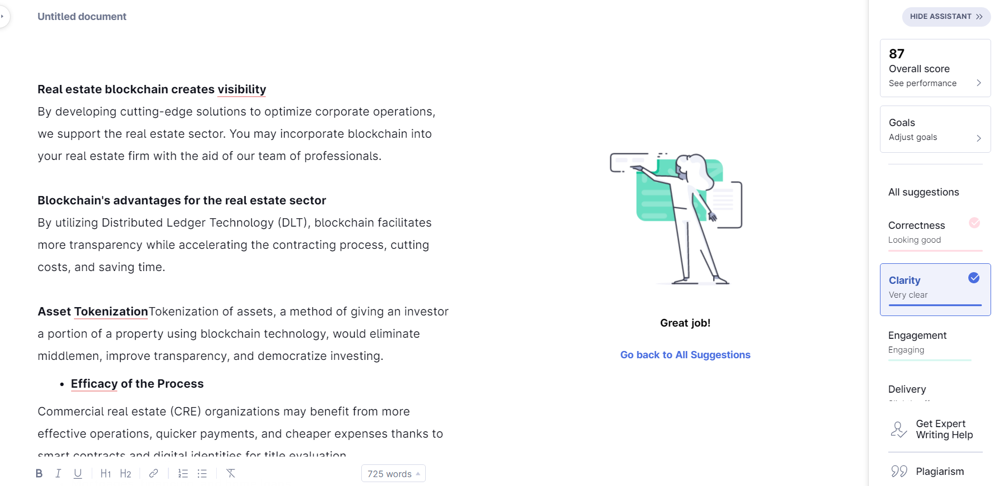 Untitled document
Real estate blockchain creates visibility
By developing cutting-edge solutions to optimize corporate operations,
we support the real estate sector. You may incorporate blockchain into
your real estate firm with the aid of our team of professionals.
Blockchain's advantages for the real estate sector
By utilizing Distributed Ledger Technology (DLT), blockchain facilitates
more transparency while accelerating the contracting process, cutting
costs, and saving time.
Asset TokenizationTokenization of assets, a method of giving an investor
a portion of a property using blockchain technology, would eliminate
middlemen, improve transparency, and democratize investing.
• Efficacy of the Process
Commercial real estate (CRE) organizations may benefit from more
effective operations, quicker payments, and cheaper expenses thanks to
smart contracts and digital identities for title evaluation
B I U H1 H2
725 words
Great job!
Go back to All Suggestions
HIDE ASSISTANT
87
Overall score
See performance
Goals
Adjust goals
All suggestions
Correctness
Looking good
Clarity
Very clear
Engagement
Engaging
Delivery
Get Expert
Writing Help
Plagiarism